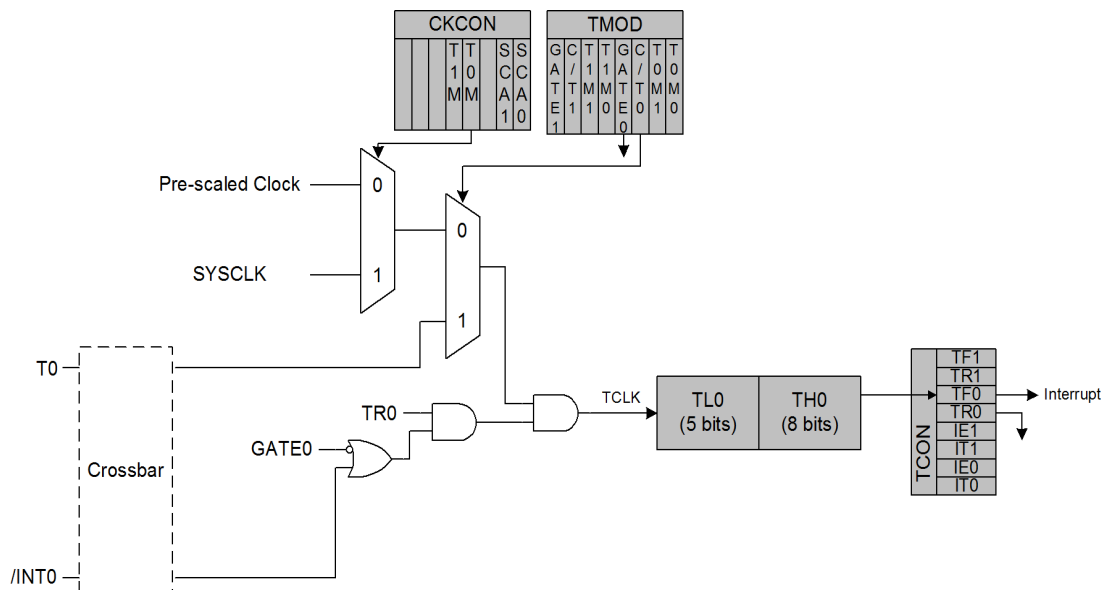 CKCON
TMOD
T1M
T0M
SCA1
SCA0
GATE1
C/T1
T1M1
T1M0
GATE0
C/T0
T0M1
T0M0
Pre-scaled Clock
0
0
SYSCLK
1
1
T0
TF1
TR1
TF0
Interrupt
TR0
IE1
IT1
IE0
IT0
TCON
TCLK
TL0
(5 bits)
TH0
(8 bits)
TR0
GATE0
Crossbar
/INT0